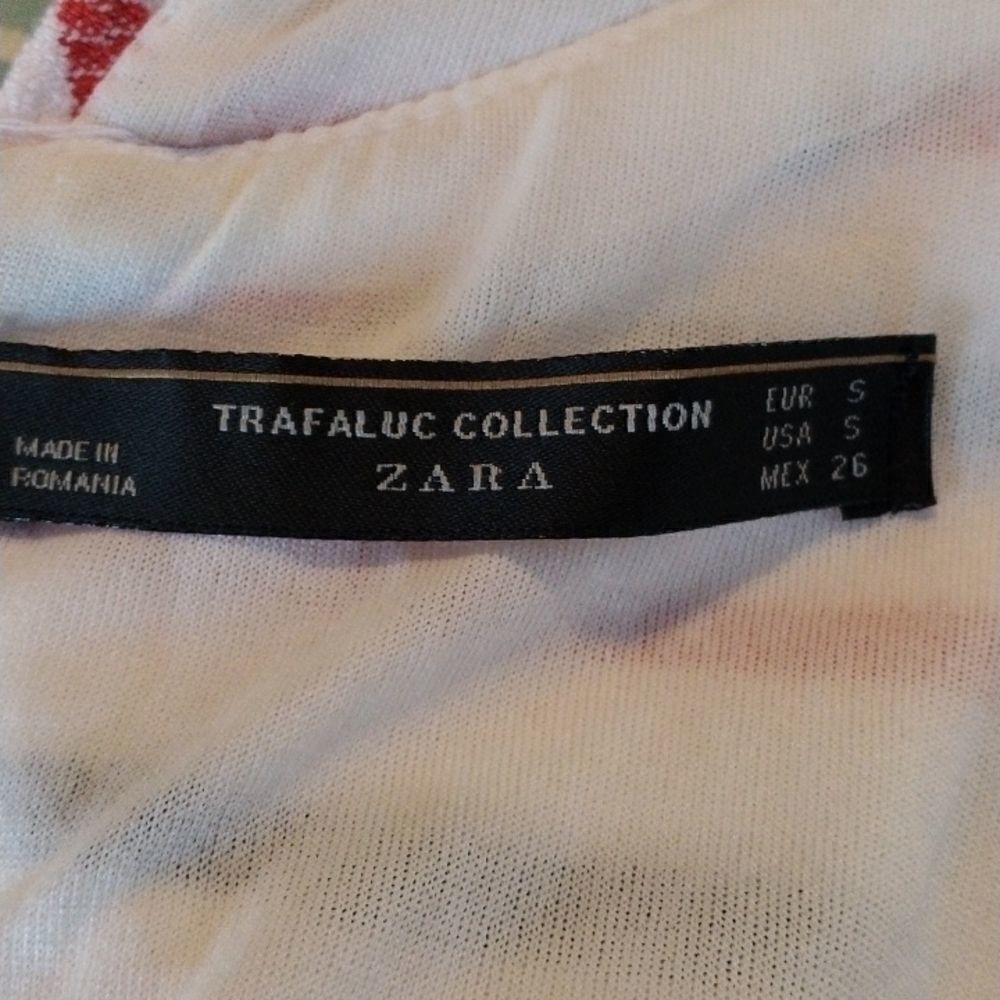 MADE IN
ROMANIA
TRAFALUC COLLECTION
ZARA
EUR S
USA S
MEX 26